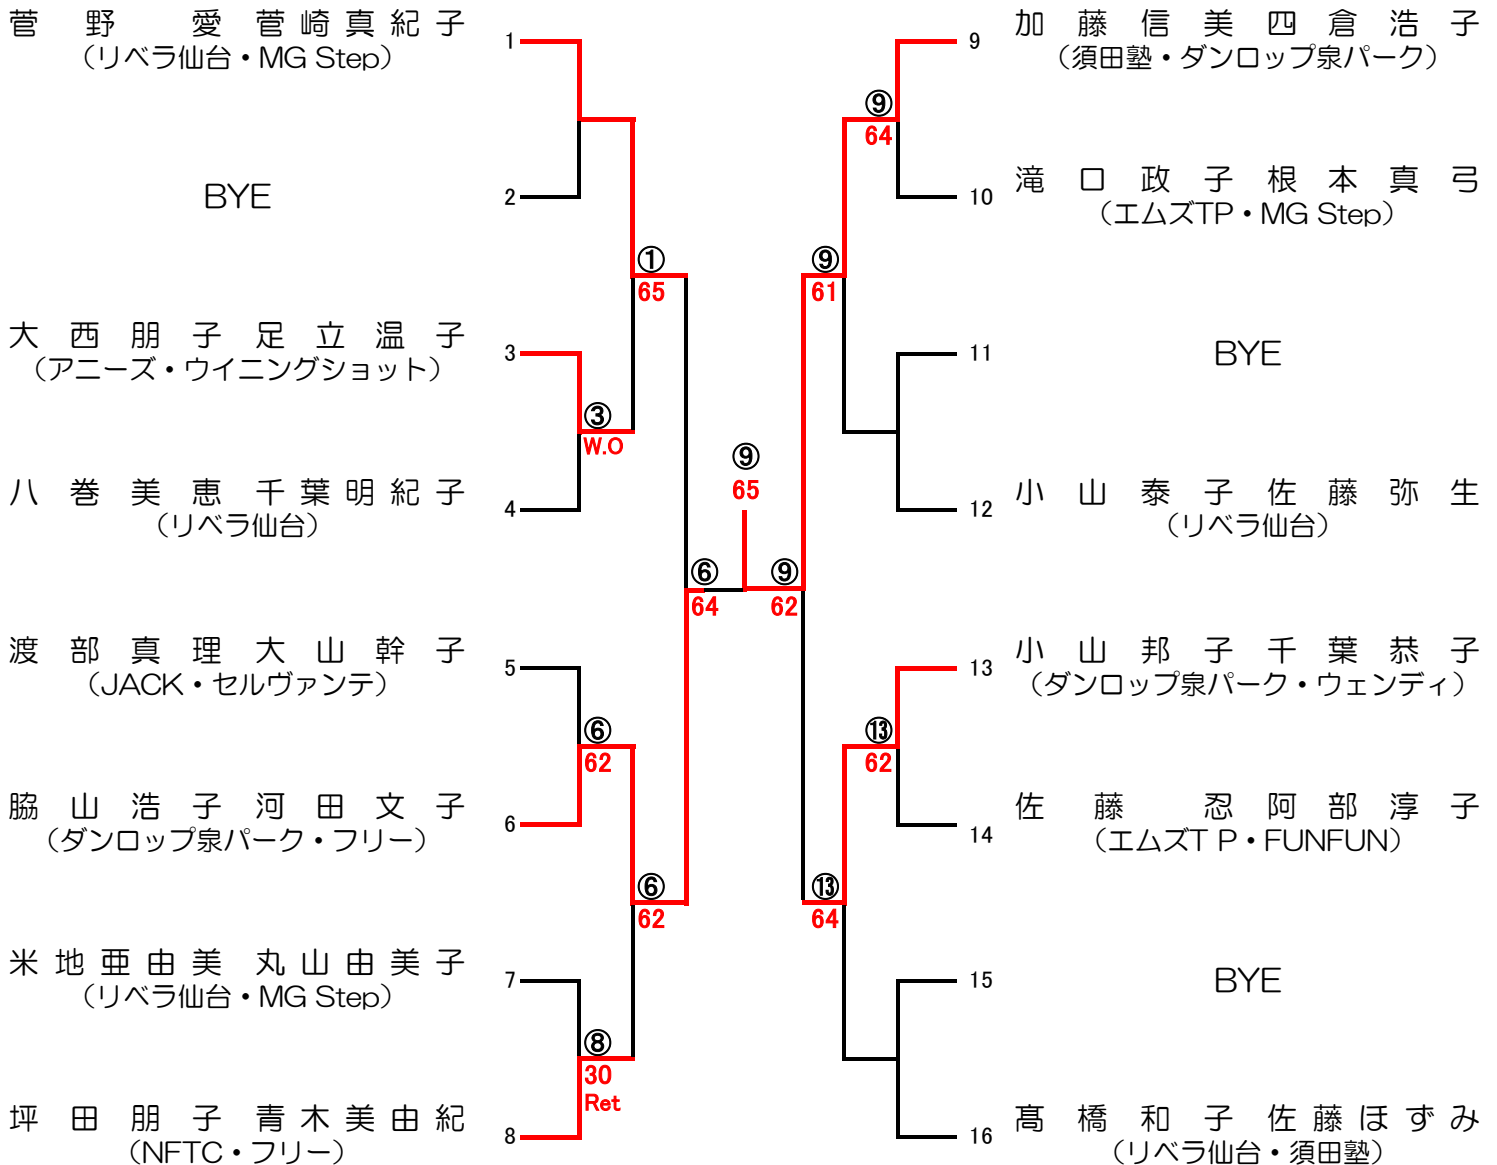 菅野 愛 菅崎真紀子
(リベラ仙台・MG Step)
1
BYE
2
①
65
大西朋子 足立温子
(アニーズ・ウイニングショット)
3
③
W.O
八巻美恵 千葉明紀子
(リベラ仙台)
4
⑥
64
渡部真理 大山幹子
(JACK・セルヴァンテ)
5
⑥
62
脇山浩子 河田文子
(ダンロップ泉パーク・フリー)
6
⑥
62
米地亜由美 丸山由美子
(リベラ仙台・MG Step)
7
⑧
30
Ret
坪田朋子 青木美由紀
(NFTC・フリー)
8
⑨
65
加藤信美 四倉浩子
(須田塾・ダンロップ泉パーク)
9
⑨
64
滝口政子 根本真弓
(エムズTP・MG Step)
10
⑨
61
BYE
11
小山泰子 佐藤弥生
(リベラ仙台)
12
⑨
62
小山邦子 千葉恭子
(ダンロップ泉パーク・ウェンディ)
13
⑬
62
佐藤 忍 阿部淳子
(エムズT P・FUNFUN)
14
⑬
64
BYE
15
髙橋和子 佐藤ほずみ
(リベラ仙台・須田塾)
16